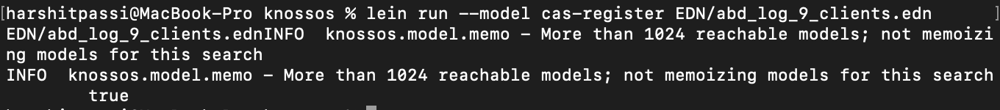 [harshitpassi@MacBook-Pro knossos % lein run --model cas-register EDN/abd_log_9_clients.edn ]
EDN/abd_log_9_clients.ednINFO  knossos.model.memo – More than 1024 reachable models; not memoizi
ng models for this search
INFO  knossos.model.memo – More than 1024 reachable models; not memoizing models for this search
        true